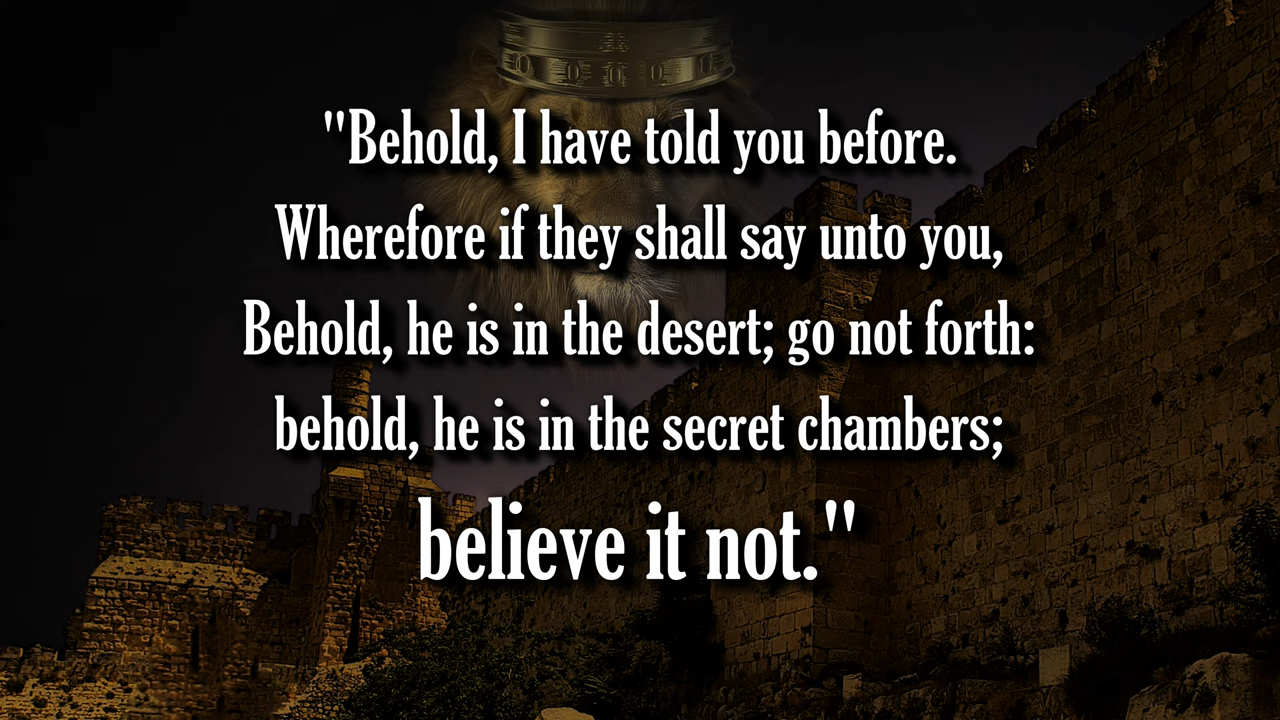 "Behold, I have told you before.
Wherefore if they shall say unto you,
Behold, he is in the desert; go not forth:
behold, he is in the secret chambers;
believe it not."